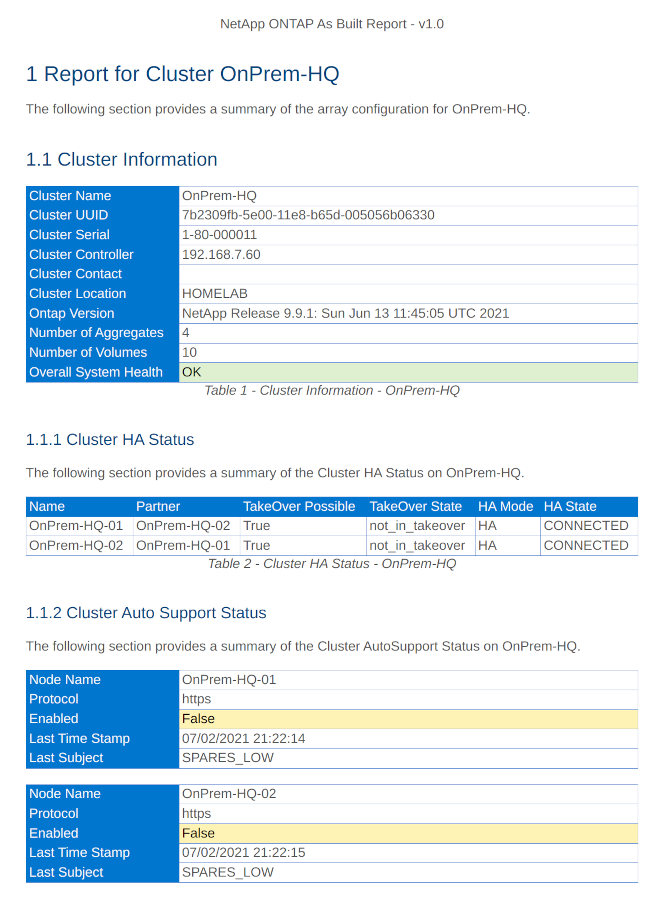 NetApp ONTAP As Built Report - v1.0
1 Report for Cluster OnPrem-HQ
The following section provides a summary of the array configuration for OnPrem-HQ.
1.1 Cluster Information
Cluster Name OnPrem-HQ
Cluster UUID 7b2309fb-5e00-11e8-b65d-005056b06330
Cluster Serial 1-80-000011
Cluster Controller 192.168.7.60
Cluster Contact
Cluster Location HOMELAB
Ontap Version NetApp Release 9.9.1: Sun Jun 13 11:45:05 UTC 2021
Number of Aggregates 4
Number of Volumes 10
Overall System Health OK
Table 1 - Cluster Information - OnPrem-HQ
1.1.1 Cluster HA Status
The following section provides a summary of the Cluster HA Status on OnPrem-HQ.
Name Partner TakeOver Possible TakeOver State HA Mode HA State
OnPrem-HQ-01 OnPrem-HQ-02 True not_in_takeover HA CONNECTED
OnPrem-HQ-02 OnPrem-HQ-01 True not_in_takeover HA CONNECTED
Table 2 - Cluster HA Status - OnPrem-HQ
1.1.2 Cluster Auto Support Status
The following section provides a summary of the Cluster AutoSupport Status on OnPrem-HQ.
Node Name OnPrem-HQ-01
Protocol https
Enabled False
Last Time Stamp 07/02/2021 21:22:14
Last Subject SPARES_LOW
Node Name OnPrem-HQ-02
Protocol https
Enabled False
Last Time Stamp 07/02/2021 21:22:15
Last Subject SPARES_LOW